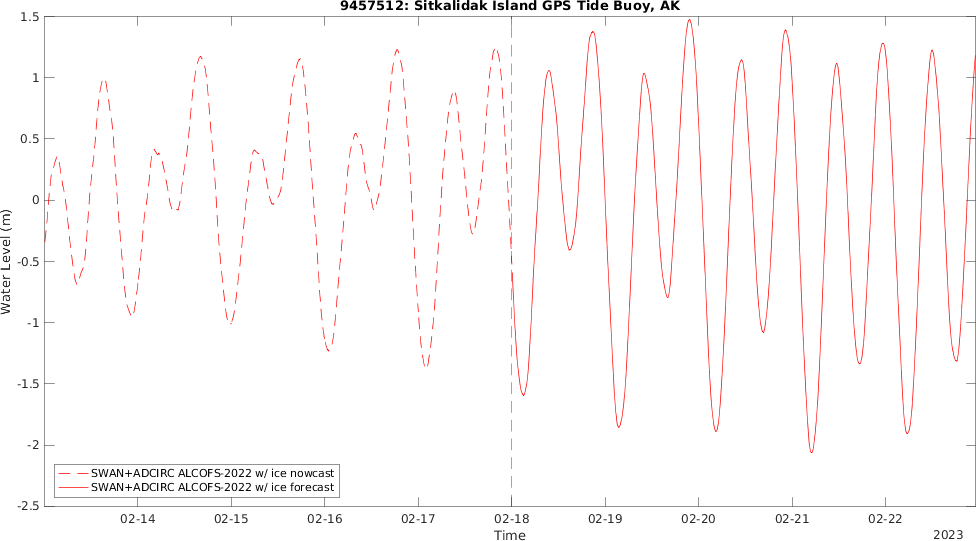 9457512: Sitkalidak Island GPS Tide Buoy, AK
1.5
1
0.5
0
-0.5
-1
-1.5
-2
-2.5
Water Level (m)
SWAN+ADCIRC ALCOFS-2022 w/ ice nowcast
SWAN+ADCIRC ALCOFS-2022 w/ ice forecast
02-14 02-15 02-16 02-17 02-18 02-19 02-20 02-21 02-22
Time
2023